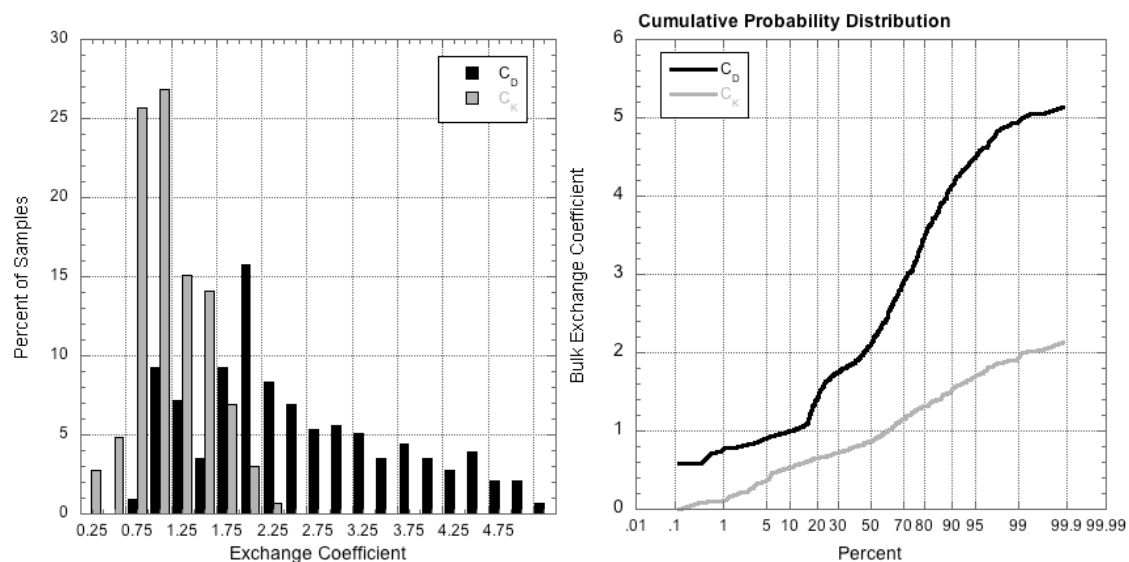 30
25
20
15
10
5
0
Percent of Samples
C_D
C_K
0.25 0.75 1.25 1.75 2.25 2.75 3.25 3.75 4.25 4.75
Exchange Coefficient
Cumulative Probability Distribution
6
5
4
3
2
1
0
Bulk Exchange Coefficient
C_D
C_K
.01 .1 1 5 10 20 30 50 70 80 90 95 99 99.9 99.99
Percent